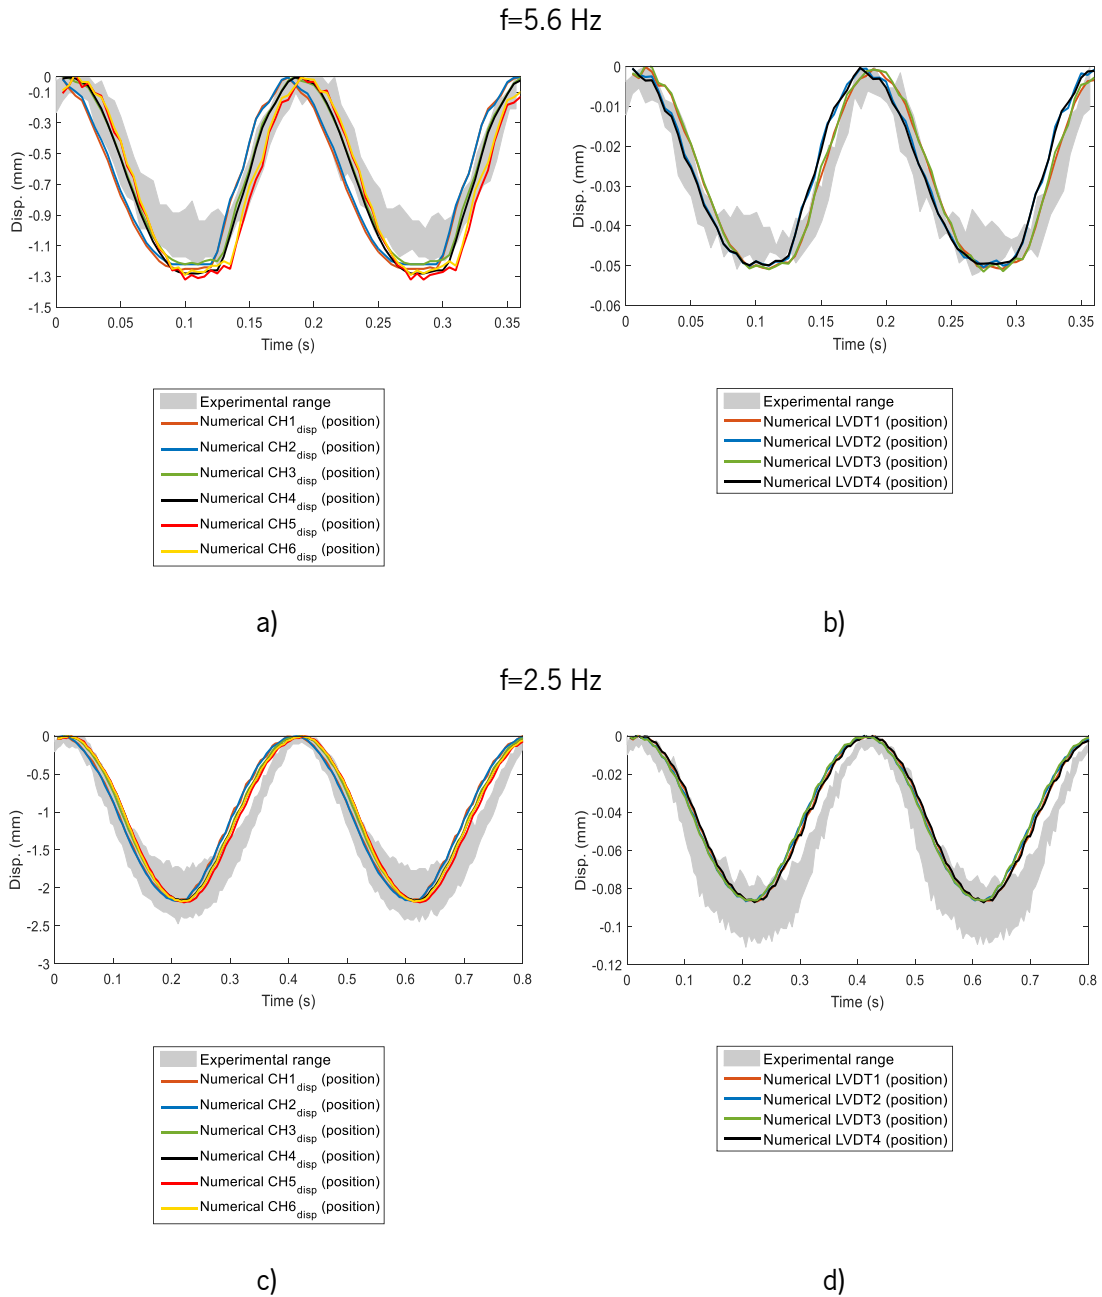 f=5.6 Hz
0
-0.1
-0.3
-0.5
-0.7
-0.9
-1.1
-1.3
-1.5
Disp. (mm)
0 0.05 0.1 0.15 0.2 0.25 0.3 0.35
Time (s)
Experimental range
Numerical CH1disp (position)
Numerical CH2disp (position)
Numerical CH3disp (position)
Numerical CH4disp (position)
Numerical CH5disp (position)
Numerical CH6disp (position)
a)
0
-0.01
-0.02
-0.03
-0.04
-0.05
-0.06
Disp. (mm)
0 0.05 0.1 0.15 0.2 0.25 0.3 0.35
Time (s)
Experimental range
Numerical LVDT1 (position)
Numerical LVDT2 (position)
Numerical LVDT3 (position)
Numerical LVDT4 (position)
b)
f=2.5 Hz
0
-0.5
-1
-1.5
-2
-2.5
-3
Disp. (mm)
0 0.1 0.2 0.3 0.4 0.5 0.6 0.7 0.8
Time (s)
Experimental range
Numerical CH1disp (position)
Numerical CH2disp (position)
Numerical CH3disp (position)
Numerical CH4disp (position)
Numerical CH5disp (position)
Numerical CH6disp (position)
c)
0
-0.02
-0.04
-0.06
-0.08
-0.1
-0.12
Disp. (mm)
0 0.1 0.2 0.3 0.4 0.5 0.6 0.7 0.8
Time (s)
Experimental range
Numerical LVDT1 (position)
Numerical LVDT2 (position)
Numerical LVDT3 (position)
Numerical LVDT4 (position)
d)